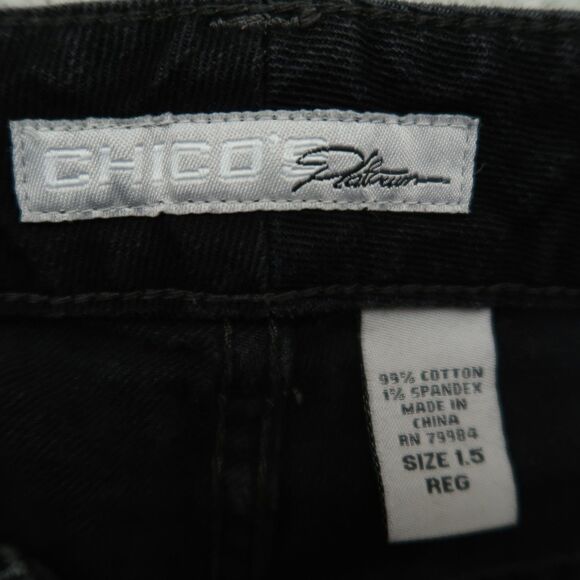 CHICO'S Platinum
99% COTTON
1% SPANDEX
MADE IN
CHINA
RN 79984
SIZE 1.5
REG